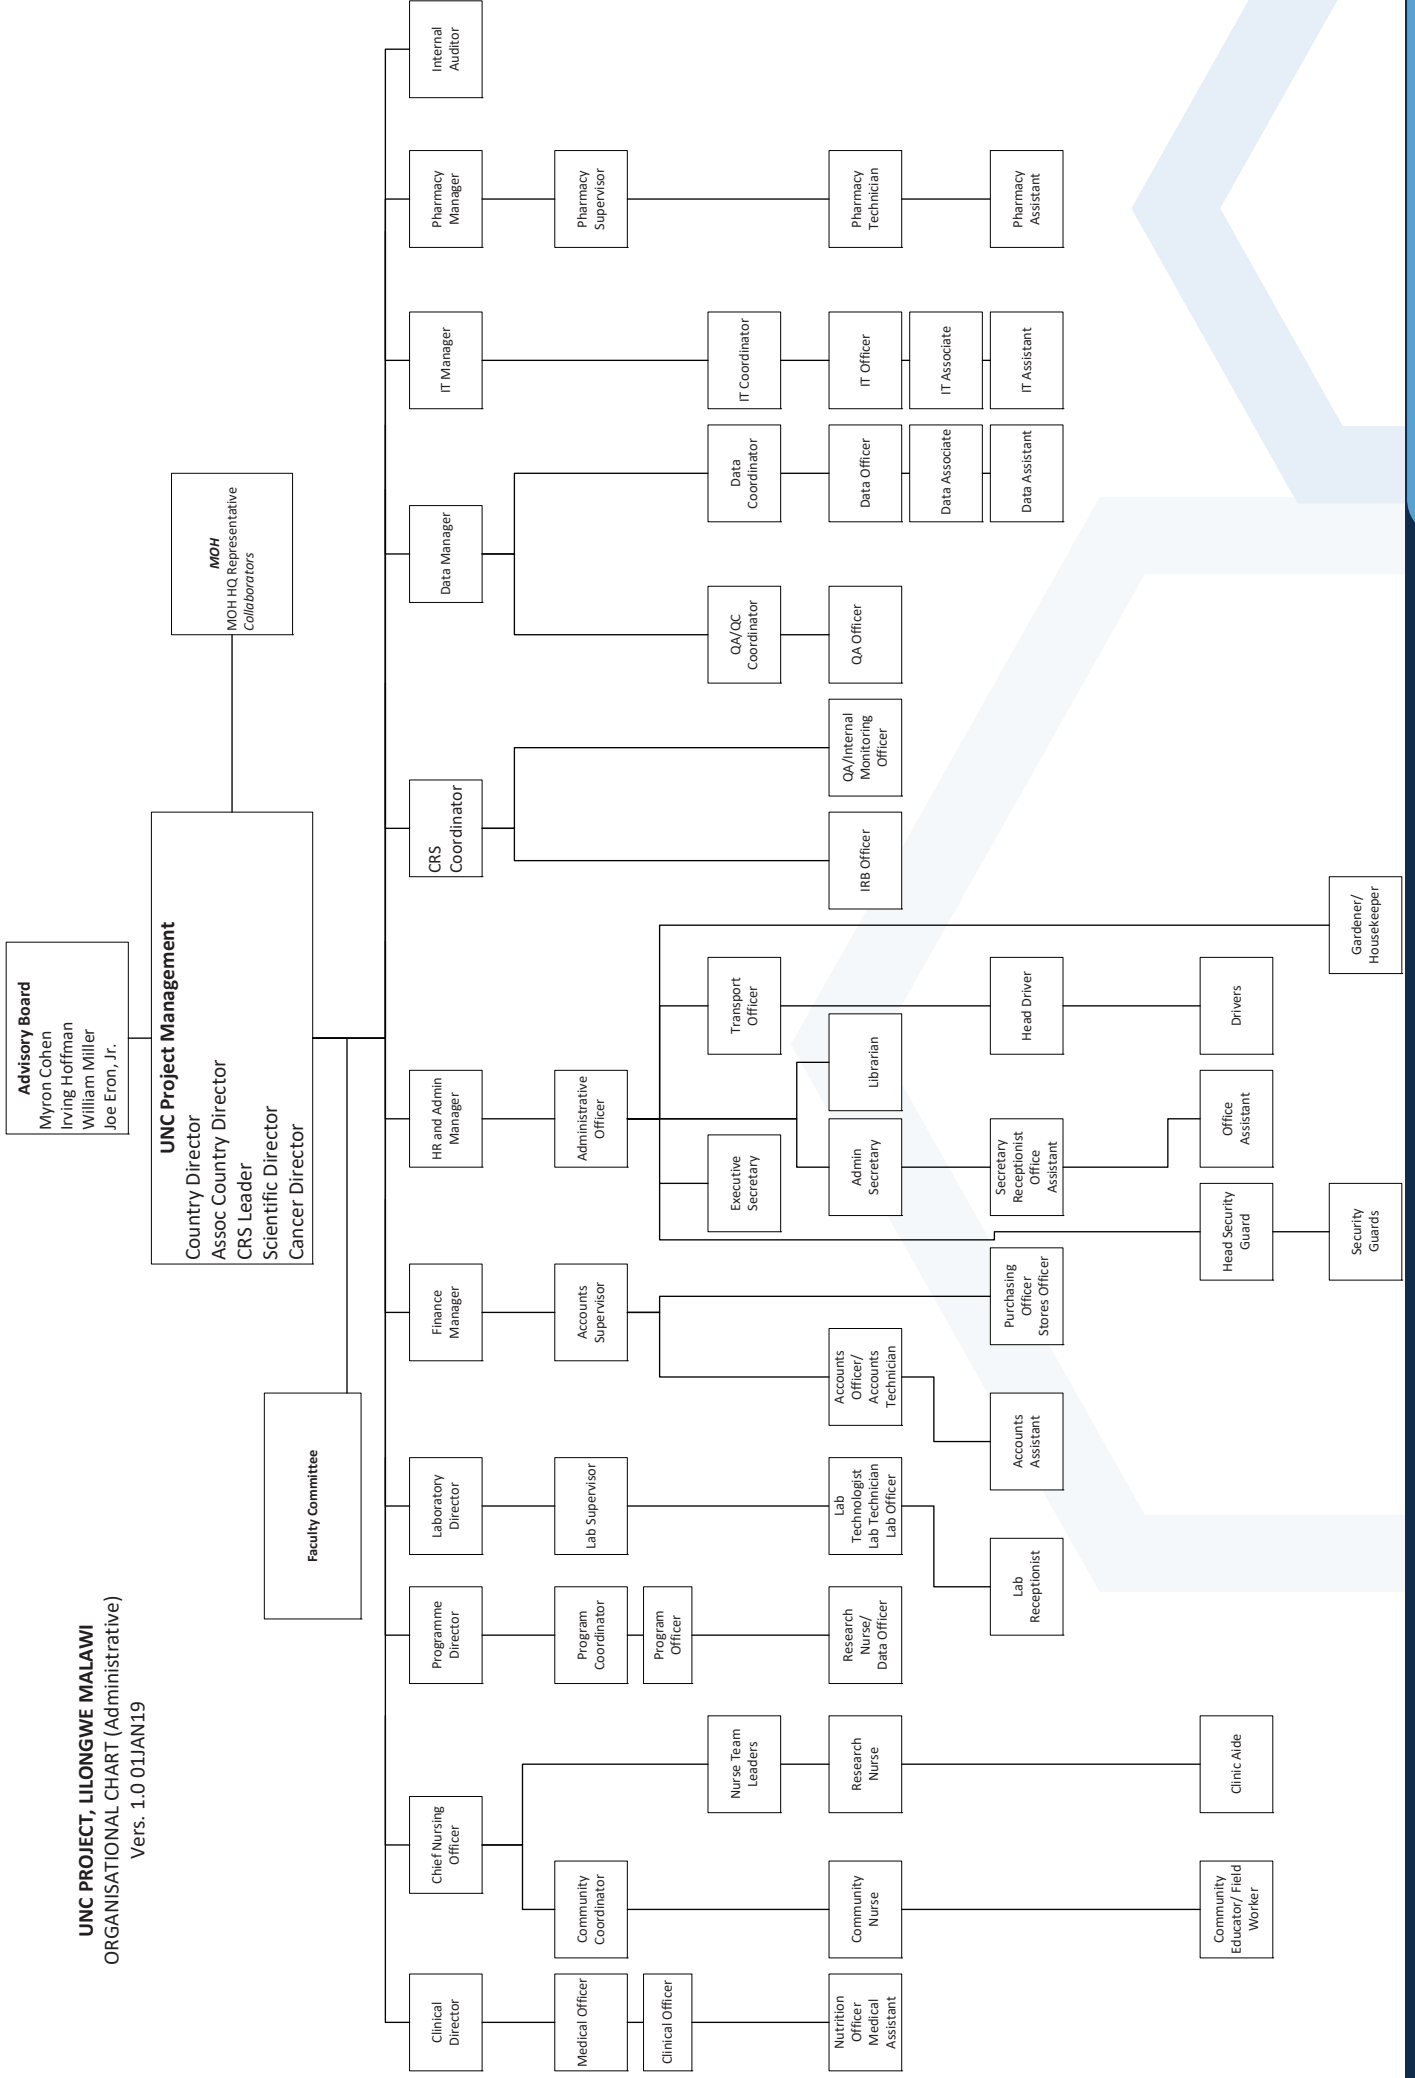 UNC PROJECT, LILONGWE MALAWI
ORGANISATIONAL CHART (Administrative)
Vers. 1.0 01JAN19
Advisory Board
Myron Cohen
Irving Hoffman
William Miller
Joe Eron, Jr.
UNC Project Management
Country Director
Assoc Country Director
CRS Leader
Scientific Director
Cancer Director
MOH
MOH HQ Representative
Collaborators
Faculty Committee
Clinical
Director
Chief Nursing
Officer
Programme
Director
Laboratory
Director
Finance
Manager
HR and Admin
Manager
CRS
Coordinator
Data Manager
IT Manager
Pharmacy
Manager
Internal
Auditor
Medical Officer
Community
Coordinator
Program
Coordinator
Lab Supervisor
Accounts
Supervisor
Administrative
Officer
Pharmacy
Supervisor
Clinical Officer
Program
Officer
Nurse Team
Leaders
Executive
Secretary
Transport
Officer
QA/QC
Coordinator
Data
Coordinator
IT Coordinator
Nutrition
Officer
Medical
Assistant
Community
Nurse
Research
Nurse
Research
Nurse/
Data Officer
Lab
Technologist
Lab Technician
Lab Officer
Accounts
Officer/
Accounts
Technician
Admin
Secretary
Librarian
IRB Officer
QA/Internal
Monitoring
Officer
QA Officer
Data Officer
IT Officer
Pharmacy
Technician
Data Associate
IT Associate
Lab
Receptionist
Accounts
Assistant
Purchasing
Officer
Stores Officer
Secretary
Receptionist
Office
Assistant
Head Driver
Data Assistant
IT Assistant
Pharmacy
Assistant
Community
Educator/ Field
Worker
Clinic Aide
Head Security
Guard
Office
Assistant
Drivers
Security
Guards
Gardener/
Housekeeper